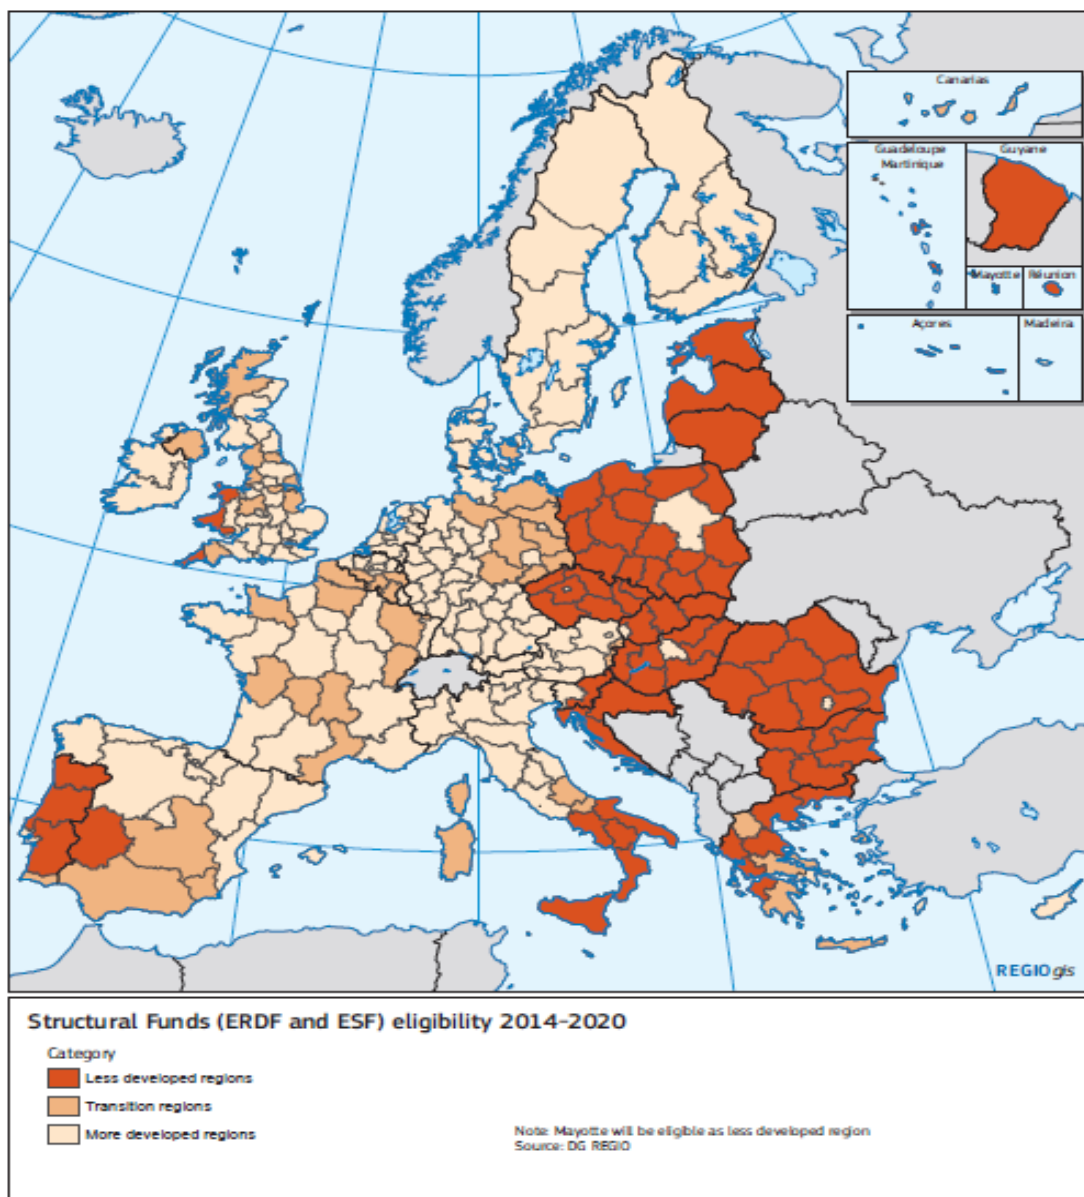 Canarias
Guadeloupe
Martinique
Guyane
Mayotte
Réunion
Açores
Madeira
REGIOgis
Structural Funds (ERDF and ESF) eligibility 2014-2020
Category
Less developed regions
Transition regions
More developed regions
Note: Mayotte will be eligible as less developed region
Source: DG REGIO